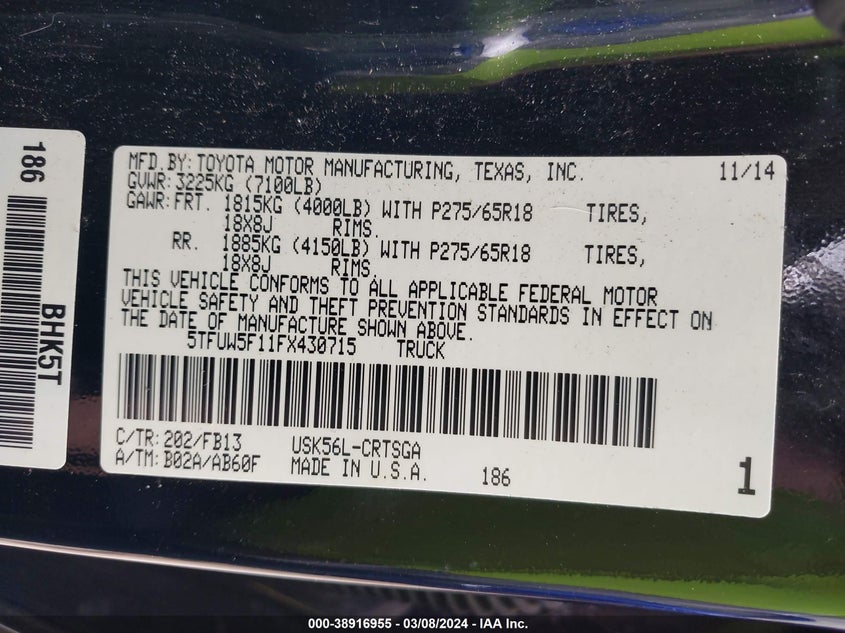 186
BHK5T
MFD.BY:TOYOTA MOTOR MANUFACTURING, TEXAS, INC. 11/14
GVWR:3225KG (7100LB)
GAWR:FRT. 1815KG (4000LB) WITH P275/65R18 TIRES,
18X8J RIMS.
RR. 1885KG (4150LB) WITH P275/65R18 TIRES,
18X8J RIMS.
THIS VEHICLE CONFORMS TO ALL APPLICABLE FEDERAL MOTOR
VEHICLE SAFETY AND THEFT PREVENTION STANDARDS IN EFFECT ON
THE DATE OF MANUFACTURE SHOWN ABOVE.
5TFUW5F11FX430715 TRUCK
C/TR:202/FB13 USK56L-CRTSGA
A/TM:B02A/AB60F MADE IN U.S.A. 186
1
000-38916955 - 03/08/2024 - IAA Inc.